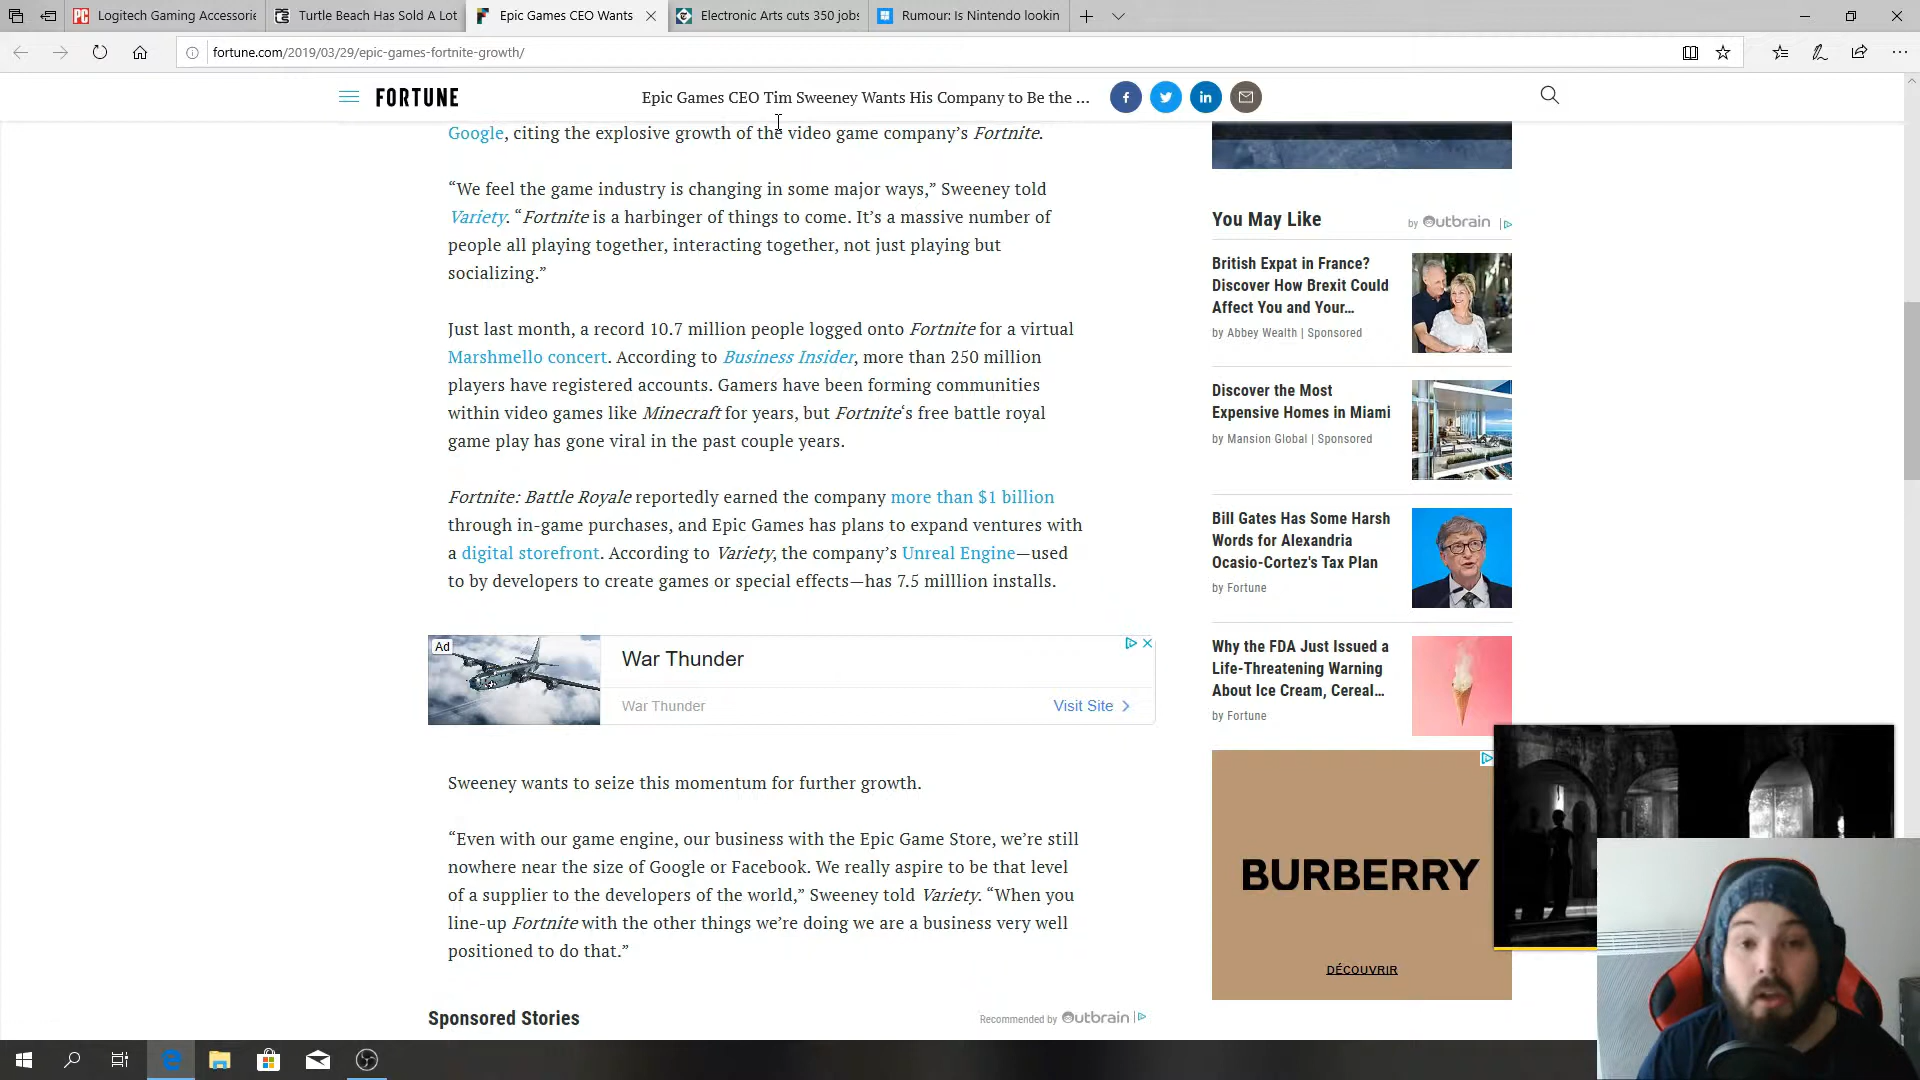 Logitech Gaming Accessorie
Turtle Beach Has Sold A Lot
Epic Games CEO Wants
Electronic Arts cuts 350 jobs
Rumour: Is Nintendo lookin
fortune.com/2019/03/29/epic-games-fortnite-growth/
FORTUNE
Epic Games CEO Tim Sweeney Wants His Company to Be the ...
Google, citing the explosive growth of the video game company’s Fortnite.
“We feel the game industry is changing in some major ways,” Sweeney told
Variety. “Fortnite is a harbinger of things to come. It’s a massive number of
people all playing together, interacting together, not just playing but
socializing.”
Just last month, a record 10.7 million people logged onto Fortnite for a virtual
Marshmello concert. According to Business Insider, more than 250 million
players have registered accounts. Gamers have been forming communities
within video games like Minecraft for years, but Fortnite‘s free battle royal
game play has gone viral in the past couple years.
Fortnite: Battle Royale reportedly earned the company more than $1 billion
through in-game purchases, and Epic Games has plans to expand ventures with
a digital storefront. According to Variety, the company’s Unreal Engine—used
to by developers to create games or special effects—has 7.5 milllion installs.
Ad
War Thunder
War Thunder
Visit Site
Sweeney wants to seize this momentum for further growth.
“Even with our game engine, our business with the Epic Game Store, we’re still
nowhere near the size of Google or Facebook. We really aspire to be that level
of a supplier to the developers of the world,” Sweeney told Variety. “When you
line-up Fortnite with the other things we’re doing we are a business very well
positioned to do that.”
Sponsored Stories
Recommended by Outbrain
You May Like
by Outbrain
British Expat in France?
Discover How Brexit Could
Affect You and Your...
by Abbey Wealth | Sponsored
Discover the Most
Expensive Homes in Miami
by Mansion Global | Sponsored
Bill Gates Has Some Harsh
Words for Alexandria
Ocasio-Cortez's Tax Plan
by Fortune
Why the FDA Just Issued a
Life-Threatening Warning
About Ice Cream, Cereal...
by Fortune
BURBERRY
DÉCOUVRIR